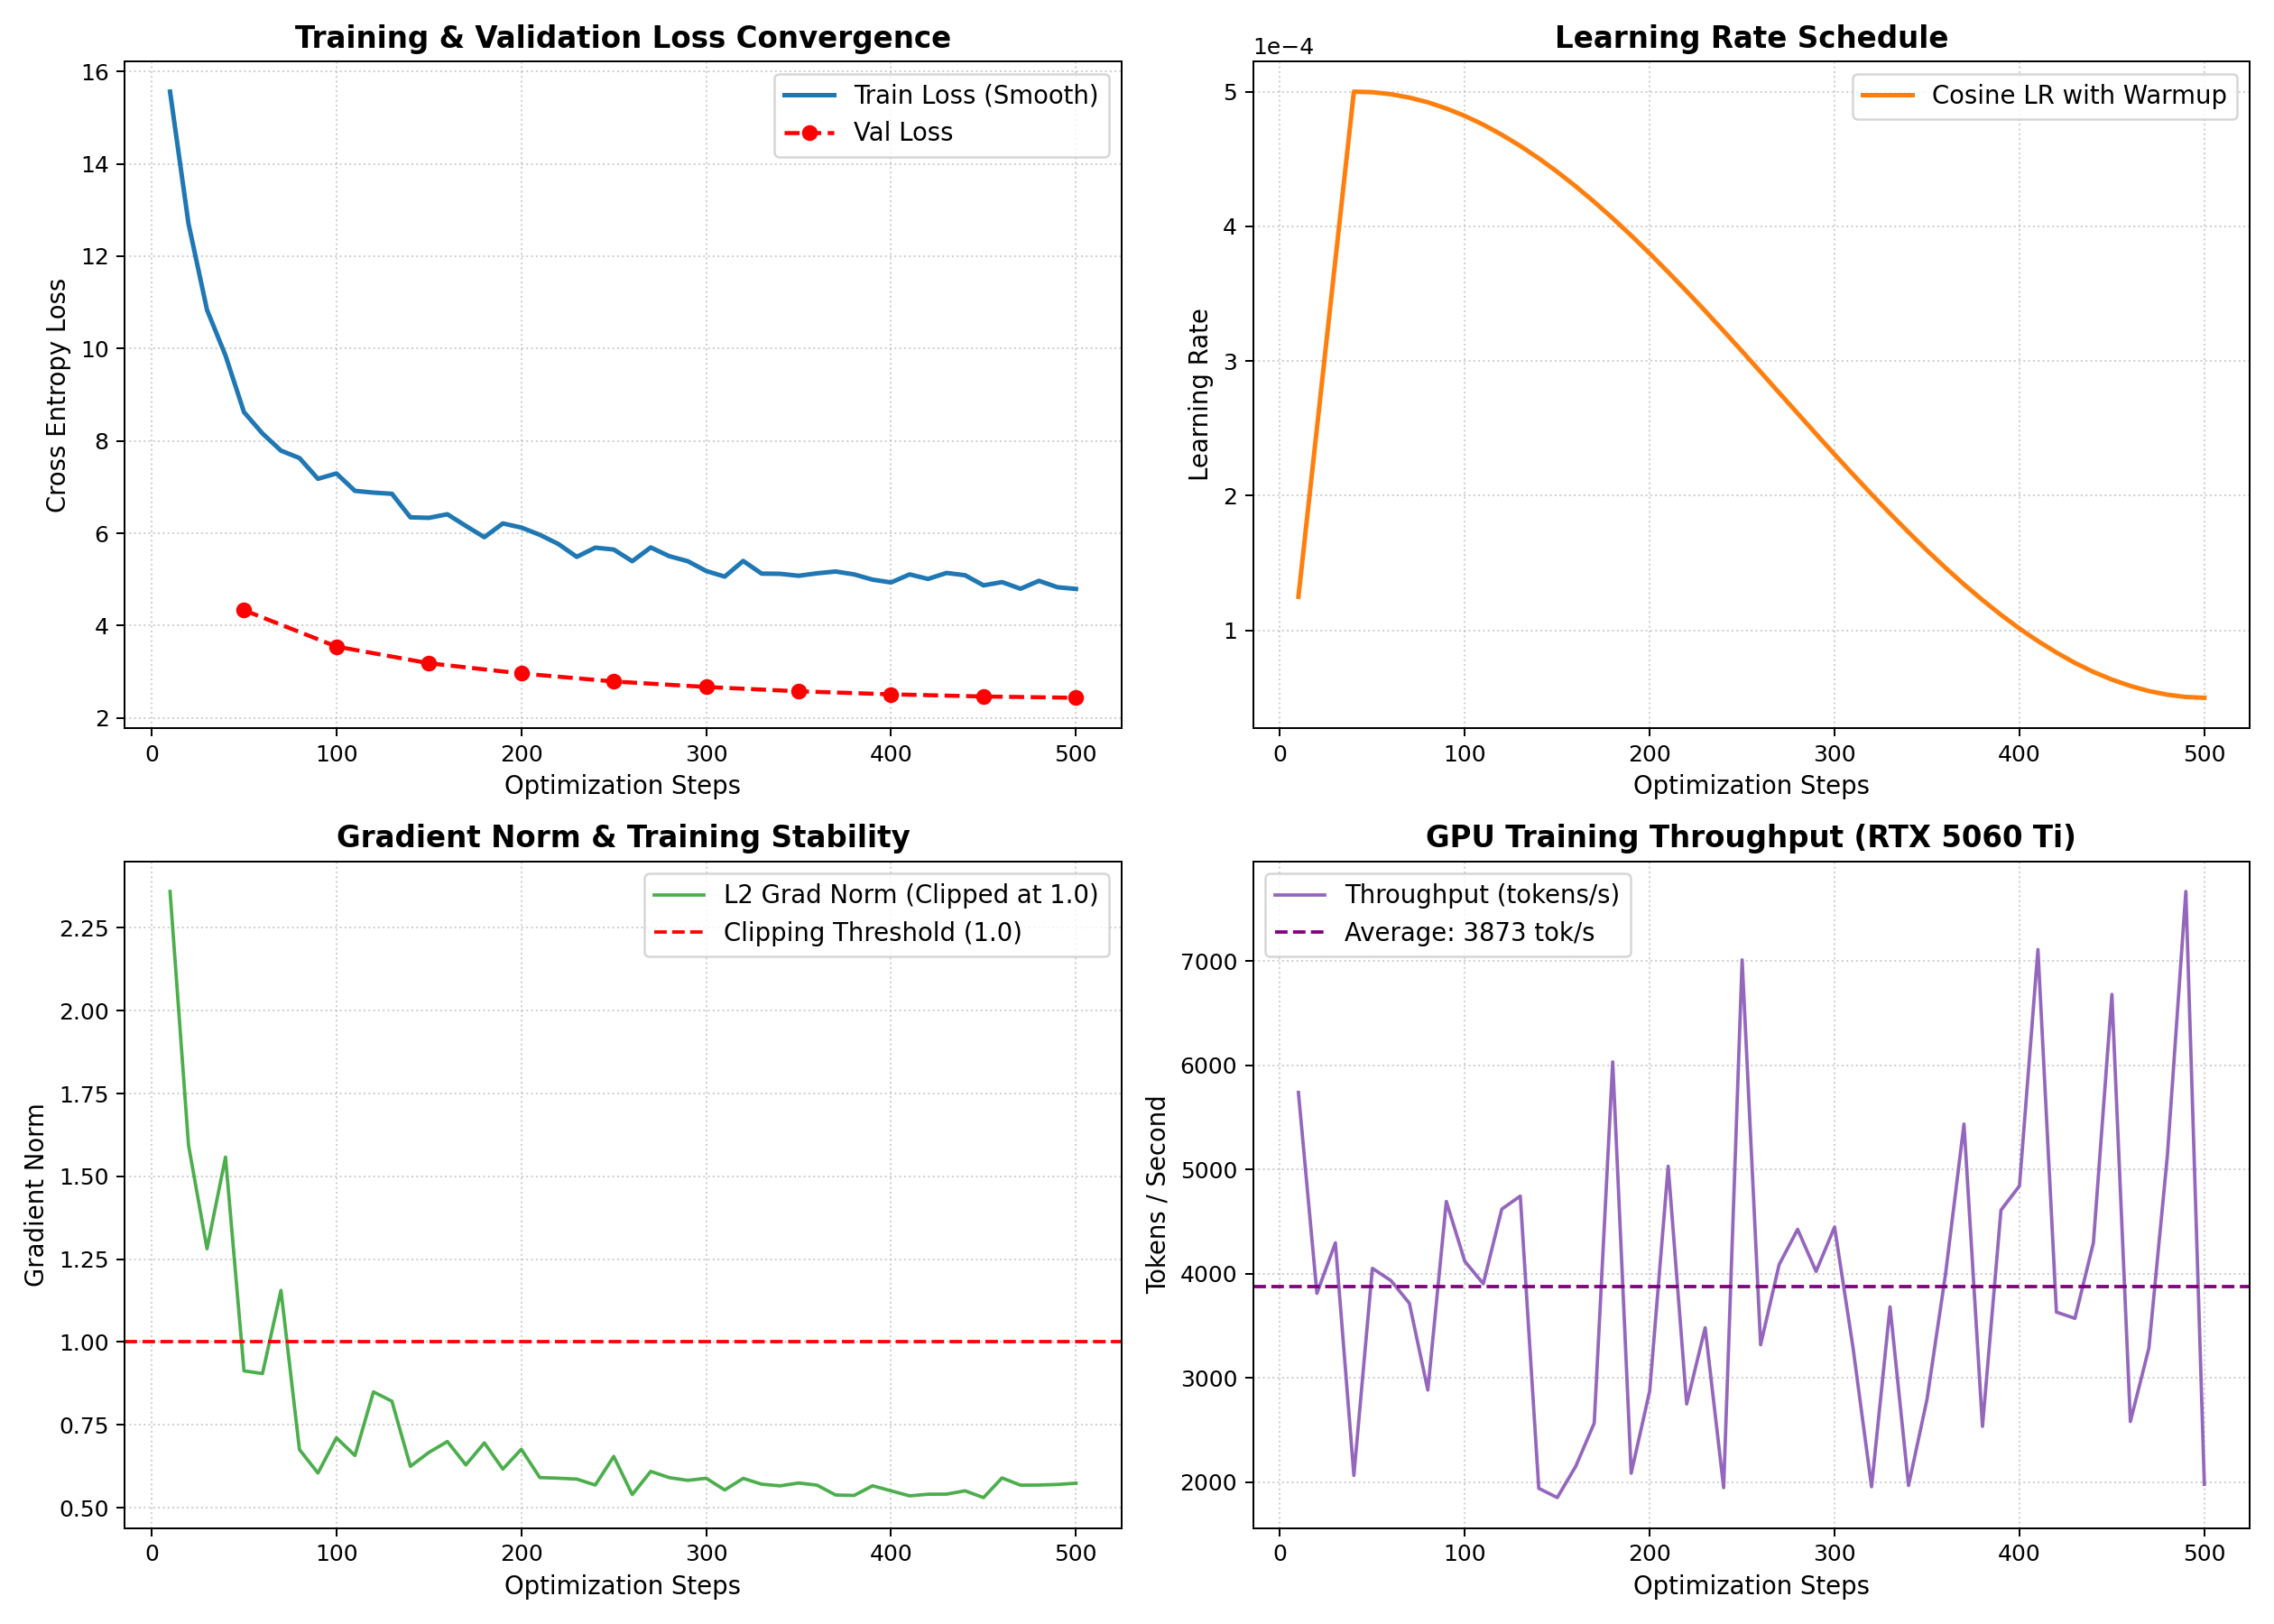 Training & Validation Loss Convergence
Cross Entropy Loss
16
14
12
10
8
6
4
2
Train Loss (Smooth)
Val Loss
0
100
200
300
400
500
Optimization Steps
Learning Rate Schedule
1e−4
Learning Rate
5
4
3
2
1
Cosine LR with Warmup
0
100
200
300
400
500
Optimization Steps
Gradient Norm & Training Stability
Gradient Norm
2.25
2.00
1.75
1.50
1.25
1.00
0.75
0.50
L2 Grad Norm (Clipped at 1.0)
Clipping Threshold (1.0)
0
100
200
300
400
500
Optimization Steps
GPU Training Throughput (RTX 5060 Ti)
Tokens / Second
7000
6000
5000
4000
3000
2000
Throughput (tokens/s)
Average: 3873 tok/s
0
100
200
300
400
500
Optimization Steps